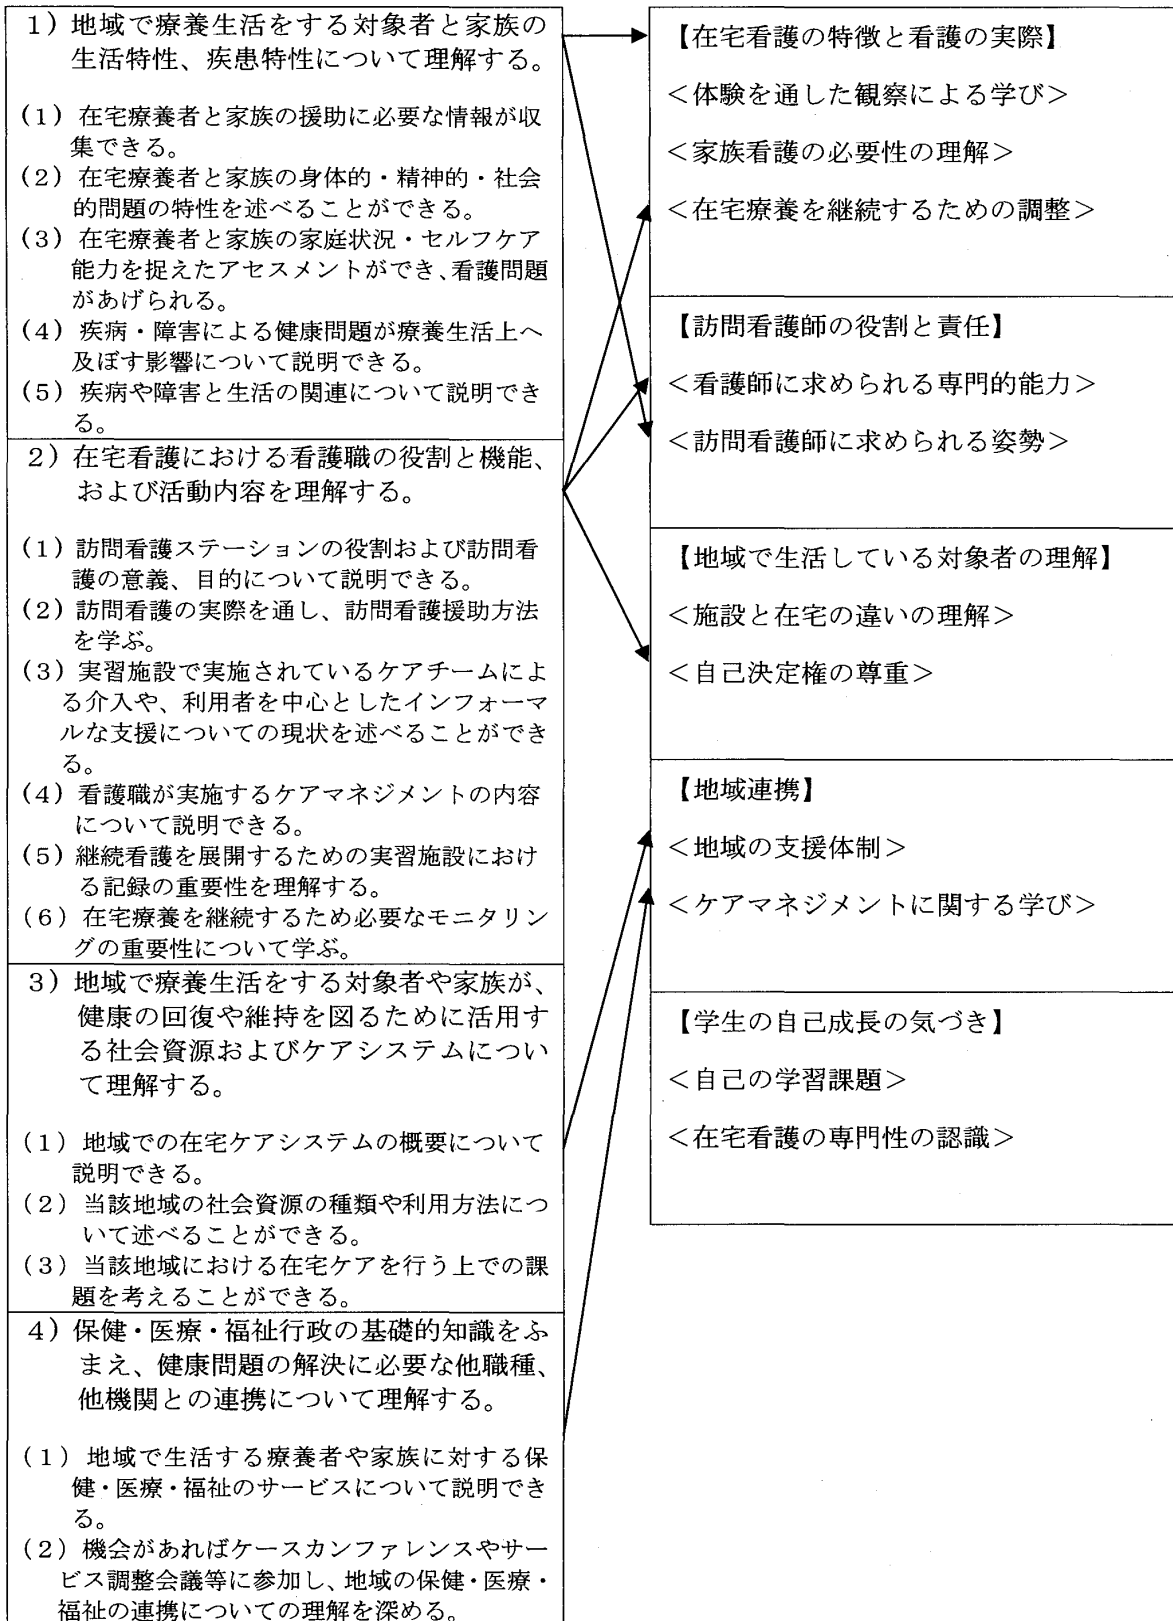 1）地域で療養生活をする対象者と家族の
生活特性、疾患特性について理解する。
(1) 在宅療養者と家族の援助に必要な情報が収
集できる。
(2) 在宅療養者と家族の身体的・精神的・社会
的問題の特性を述べることができる。
(3) 在宅療養者と家族の家庭状況・セルフケア
能力を捉えたアセスメントができ、看護問題
があげられる。
(4) 疾病・障害による健康問題が療養生活上へ
及ぼす影響について説明できる。
(5) 疾病や障害と生活の関連について説明でき
る。
2）在宅看護における看護職の役割と機能、
および活動内容を理解する。
(1) 訪問看護ステーションの役割および訪問看
護の意義、目的について説明できる。
(2) 訪問看護の実際を通し、訪問看護援助方法
を学ぶ。
(3) 実習施設で実施されているケアチームによ
る介入や、利用者を中心としたインフォーマ
ルな支援についての現状を述べることができ
る。
(4) 看護職が実施するケアマネジメントの内容
について説明できる。
(5) 継続看護を展開するための実習施設におけ
る記録の重要性を理解する。
(6) 在宅療養を継続するため必要なモニタリン
グの重要性について学ぶ。
3）地域で療養生活をする対象者や家族が、
健康の回復や維持を図るために活用す
る社会資源およびケアシステムについ
て理解する。
(1) 地域での在宅ケアシステムの概要について
説明できる。
(2) 当該地域の社会資源の種類や利用方法につ
いて述べることができる。
(3) 当該地域における在宅ケアを行う上での課
題を考えることができる。
4）保健・医療・福祉行政の基礎的知識をふ
まえ、健康問題の解決に必要な他職種、
他機関との連携について理解する。
(1) 地域で生活する療養者や家族に対する保
健・医療・福祉のサービスについて説明でき
る。
(2) 機会があればケースカンファレンスやサー
ビス調整会議等に参加し、地域の保健・医療・
福祉の連携についての理解を深める。
【在宅看護の特徴と看護の実際】
＜体験を通した観察による学び＞
＜家族看護の必要性の理解＞
＜在宅療養を継続するための調整＞
【訪問看護師の役割と責任】
＜看護師に求められる専門的能力＞
＜訪問看護師に求められる姿勢＞
【地域で生活している対象者の理解】
＜施設と在宅の違いの理解＞
＜自己決定権の尊重＞
【地域連携】
＜地域の支援体制＞
＜ケアマネジメントに関する学び＞
【学生の自己成長の気づき】
＜自己の学習課題＞
＜在宅看護の専門性の認識＞